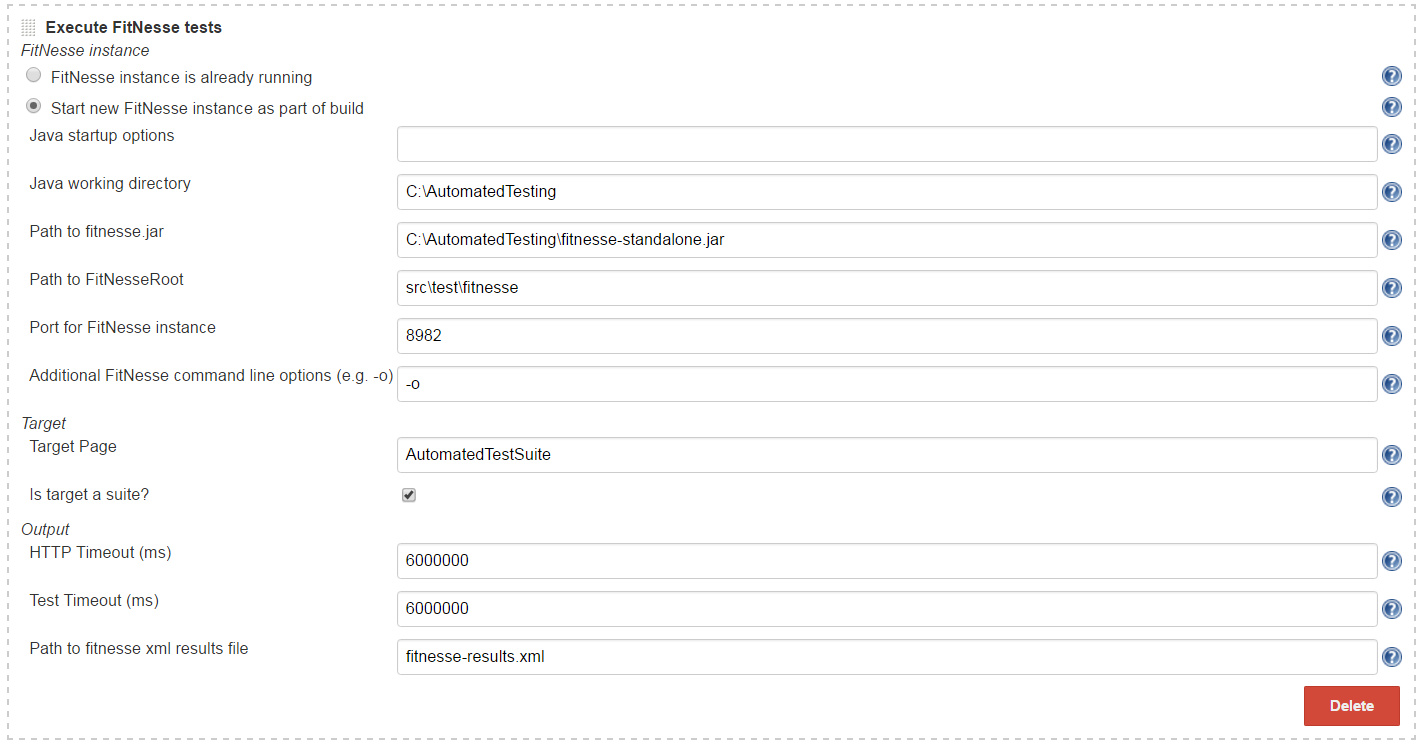 Execute FitNesse tests
FitNesse instance
FitNesse instance is already running
Start new FitNesse instance as part of build
Java startup options
Java working directory C:\AutomatedTesting
Path to fitnesse.jar C:\AutomatedTesting\fitnesse-standalone.jar
Path to FitNesseRoot src\test\fitnesse
Port for FitNesse instance 8982
Additional FitNesse command line options (e.g. -o) -o
Target
Target Page AutomatedTestSuite
Is target a suite?
Output
HTTP Timeout (ms) 6000000
Test Timeout (ms) 6000000
Path to fitnesse xml results file fitnesse-results.xml
Delete